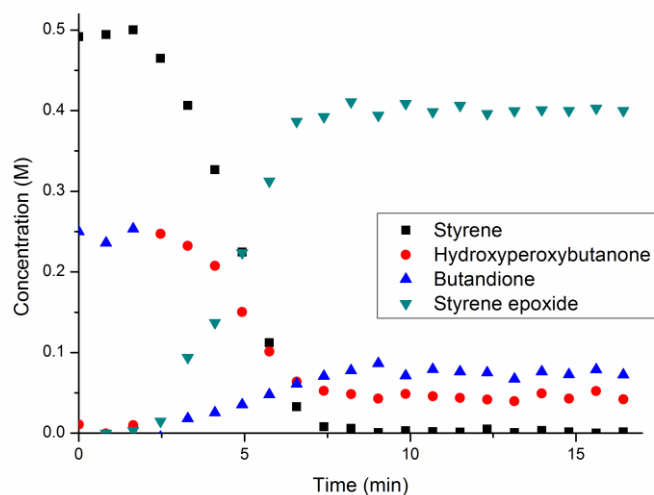 0.5
0.4
0.3
0.2
0.1
0.0
Concentration (M)
Styrene
Hydroxyperoxybutanone
Butandione
Styrene epoxide
0 5 10 15
Time (min)